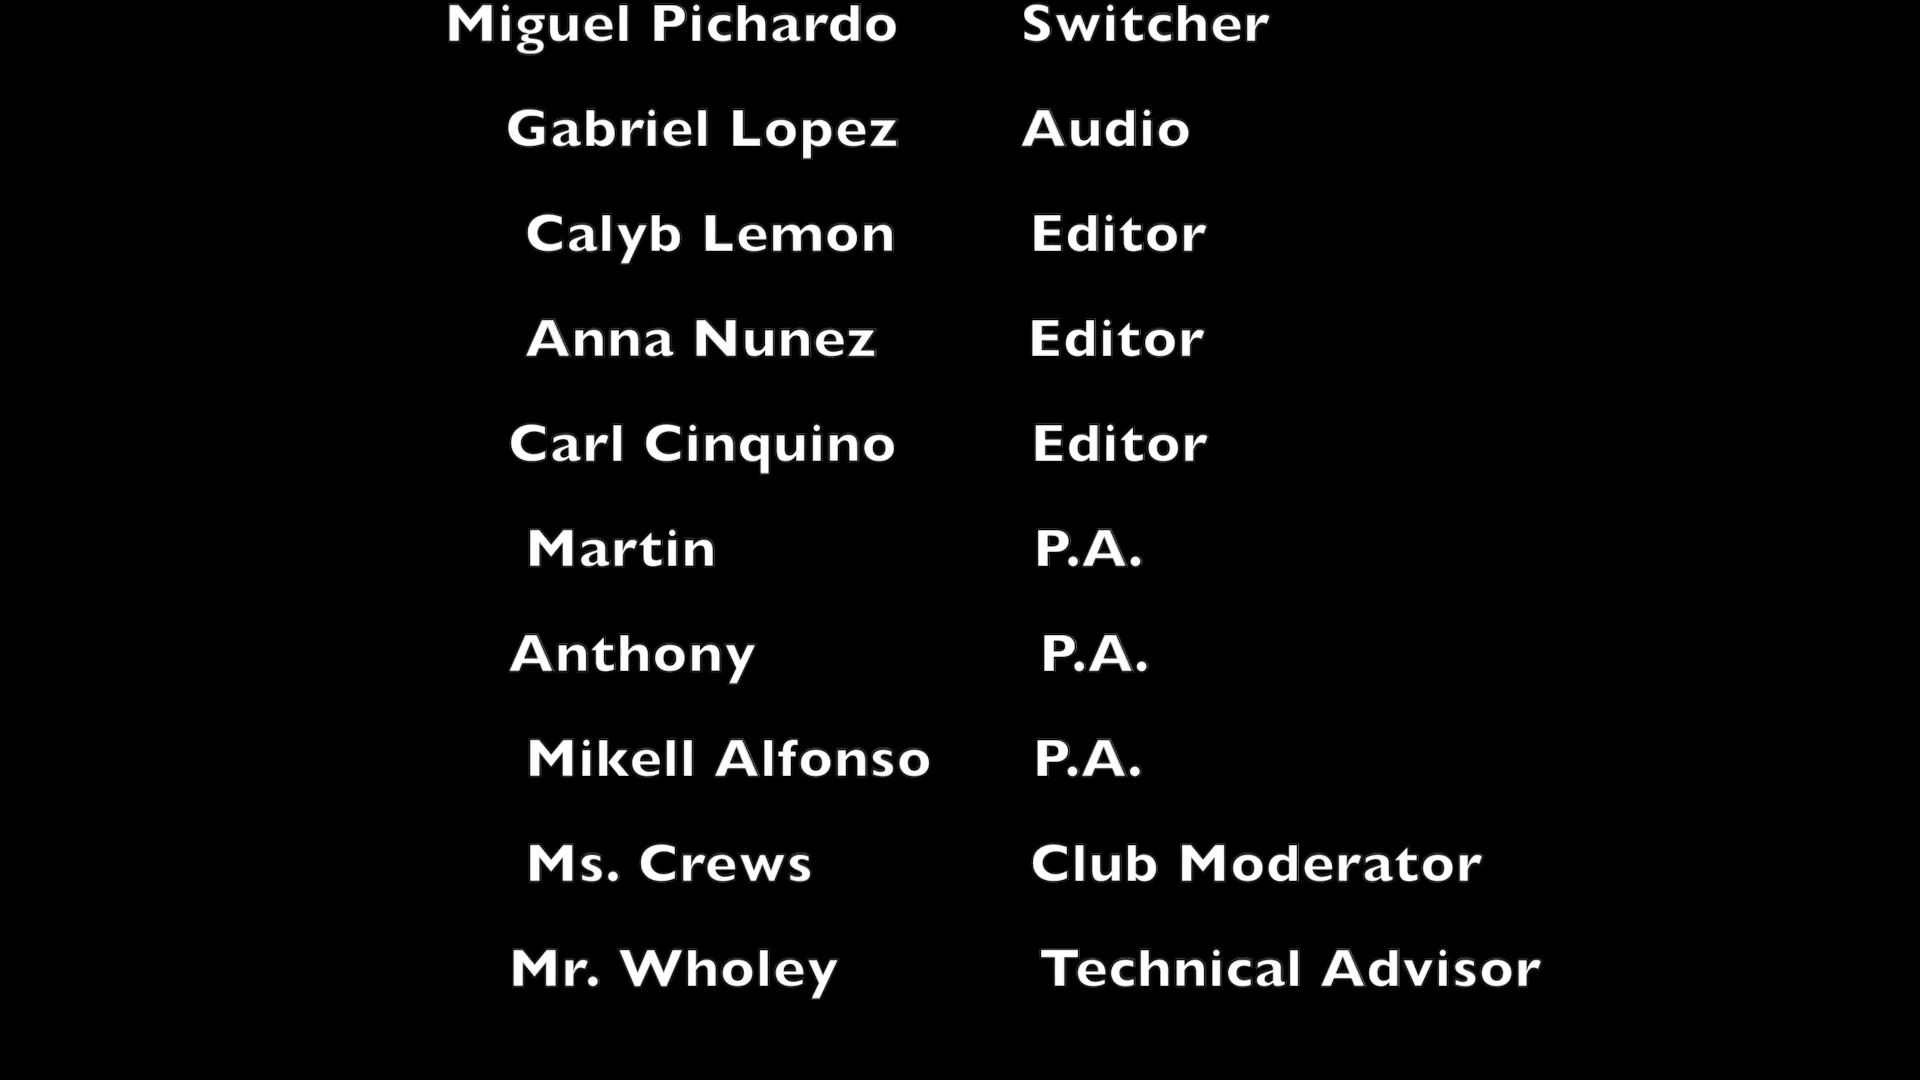 Miguel Pichardo Switcher
Gabriel Lopez Audio
Calyb Lemon Editor
Anna Nunez Editor
Carl Cinquino Editor
Martin P.A.
Anthony P.A.
Mikell Alfonso P.A.
Ms. Crews Club Moderator
Mr. Wholey Technical Advisor